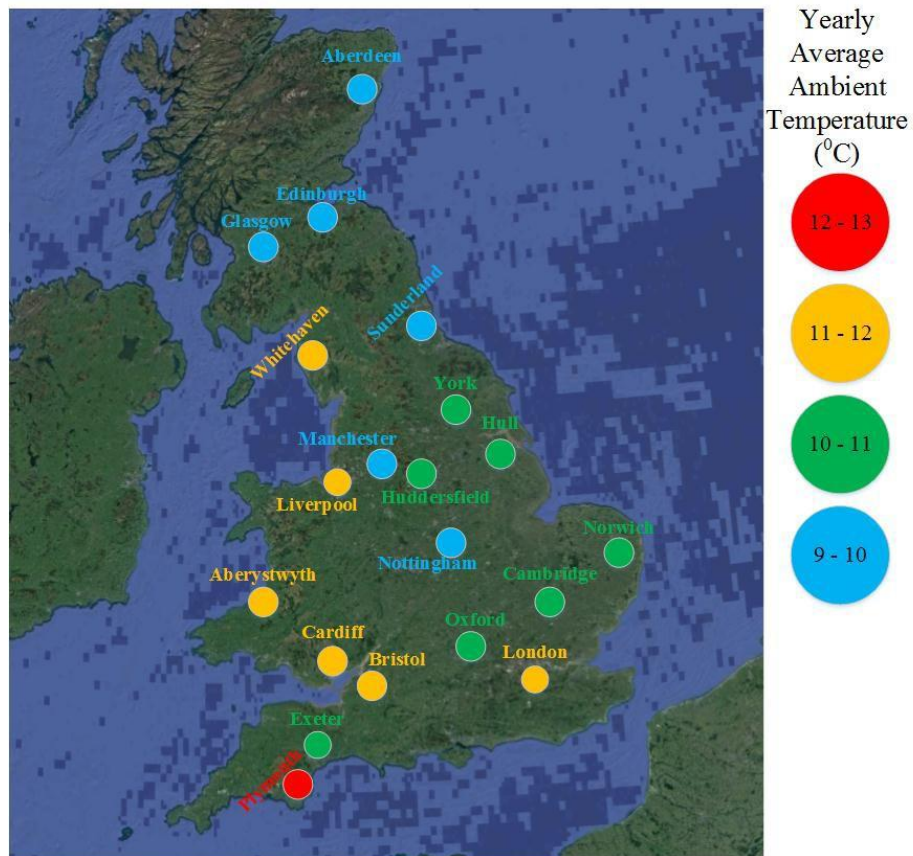 Yearly
Average
Ambient
Temperature
(⁰C)
12 - 13
11 - 12
10 - 11
9 - 10
Aberdeen
Edinburgh
Glasgow
Sunderland
Whitehaven
York
Hull
Manchester
Huddersfield
Liverpool
Norwich
Nottingham
Aberystwyth
Cambridge
Oxford
Cardiff
London
Bristol
Exeter
Plymouth